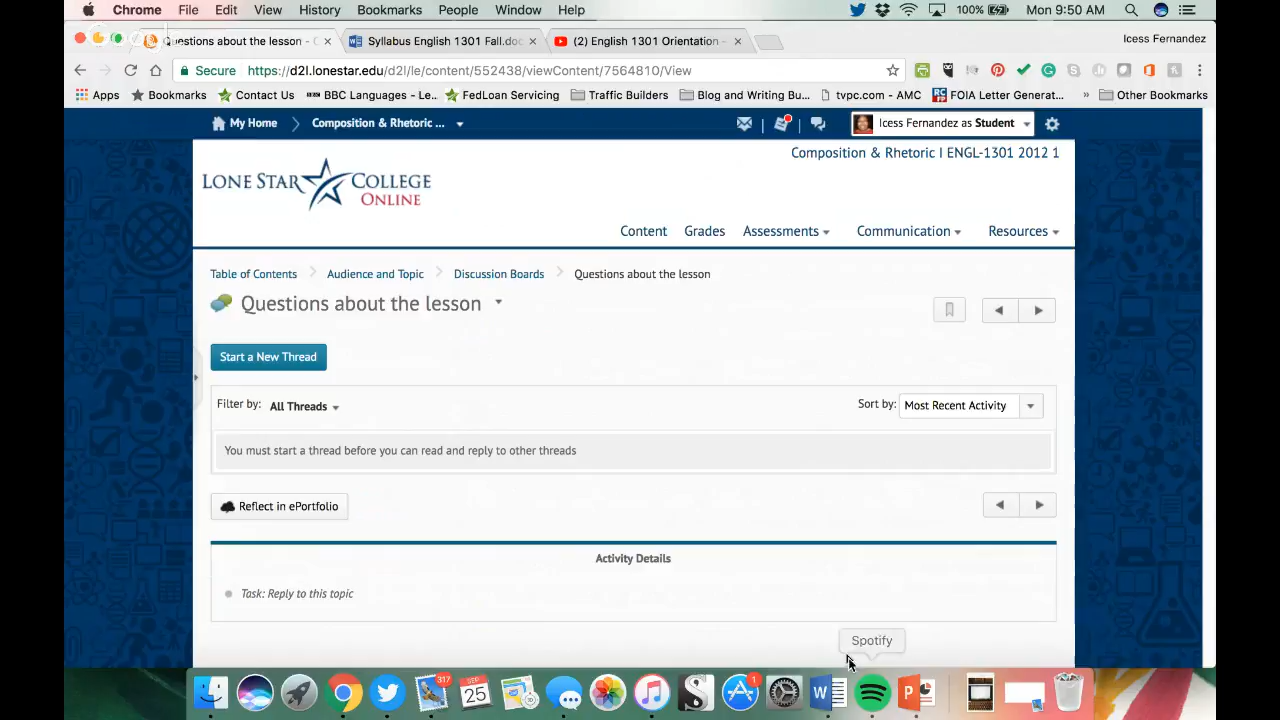 Chrome File Edit View History Bookmarks People Window Help 100% Mon 9:50 AM
Questions about the lesson - C Syllabus English 1301 Fall.doc (2) English 1301 Orientation - Icess Fernandez
Secure https://d2l.lonestar.edu/d2l/le/content/552438/viewContent/7564810/View
Apps Bookmarks Contact Us BBC Languages - Le... FedLoan Servicing Traffic Builders Blog and Writing Su... tvpc.com - AMC FOIA Letter Generat... » Other Bookmarks
My Home Composition & Rhetoric ... Icess Fernandez as Student
Composition & Rhetoric I ENGL-1301 2012 1
LONE STAR COLLEGE
ONLINE
Content Grades Assessments Communication Resources
Table of Contents Audience and Topic Discussion Boards Questions about the lesson
Questions about the lesson
Start a New Thread
Filter by: All Threads Sort by: Most Recent Activity
You must start a thread before you can read and reply to other threads
Reflect in ePortfolio
Activity Details
Task: Reply to this topic
Spotify
317 SEP 25 1